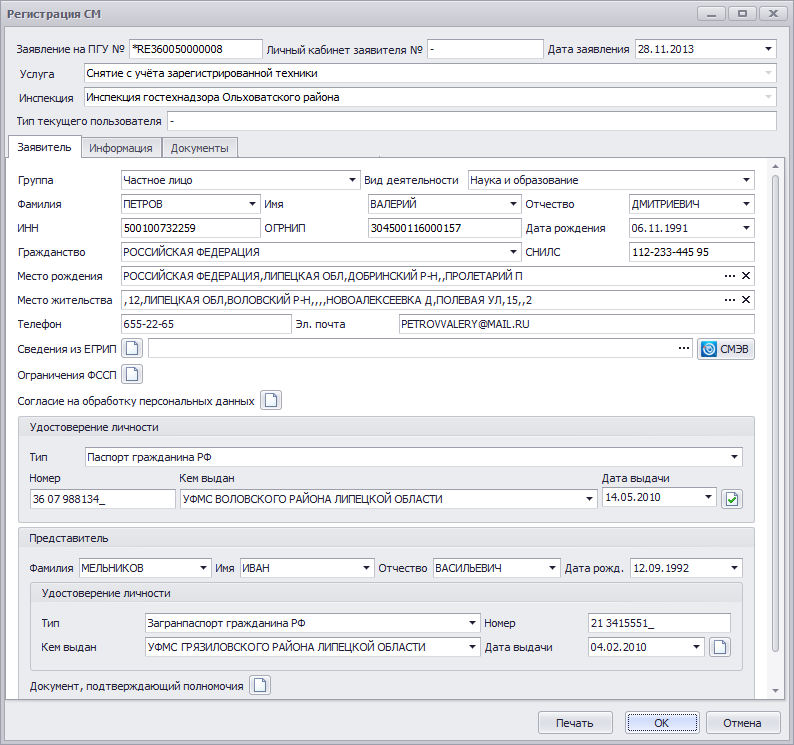 Регистрация СМ
Заявление на ПГУ № *RE360050000008 Личный кабинет заявителя № - Дата заявления 28.11.2013
Услуга Снятие с учёта зарегистрированной техники
Инспекция Инспекция гостехнадзора Ольховатского района
Тип текущего пользователя -
Заявитель Информация Документы
Группа Частное лицо Вид деятельности Наука и образование
Фамилия ПЕТРОВ Имя ВАЛЕРИЙ Отчество ДМИТРИЕВИЧ
ИНН 500100732259 ОГРНИП 304500116000157 Дата рождения 06.11.1991
Гражданство РОССИЙСКАЯ ФЕДЕРАЦИЯ СНИЛС 112-233-445 95
Место рождения РОССИЙСКАЯ ФЕДЕРАЦИЯ,ЛИПЕЦКАЯ ОБЛ,ДОБРИНСКИЙ Р-Н,,ПРОЛЕТАРИЙ П
Место жительства ,12,ЛИПЕЦКАЯ ОБЛ,ВОЛОВСКИЙ Р-Н,,,,НОВОАЛЕКСЕЕВКА Д,ПОЛЕВАЯ УЛ,15,,2
Телефон 655-22-65 Эл. почта PETROVVALERY@MAIL.RU
Сведения из ЕГРИП ... СМЭВ
Ограничения ФССП
Согласие на обработку персональных данных
Удостоверение личности
Тип Паспорт гражданина РФ
Номер Кем выдан Дата выдачи
36 07 988134_ УФМС ВОЛОВСКОГО РАЙОНА ЛИПЕЦКОЙ ОБЛАСТИ 14.05.2010
Представитель
Фамилия МЕЛЬНИКОВ Имя ИВАН Отчество ВАСИЛЬЕВИЧ Дата рожд. 12.09.1992
Удостоверение личности
Тип Загранпаспорт гражданина РФ Номер 21 3415551_
Кем выдан УФМС ГРЯЗИЛОВСКОГО РАЙОНА ЛИПЕЦКОЙ ОБЛАСТИ Дата выдачи 04.02.2010
Документ, подтверждающий полномочия
Печать ОК Отмена